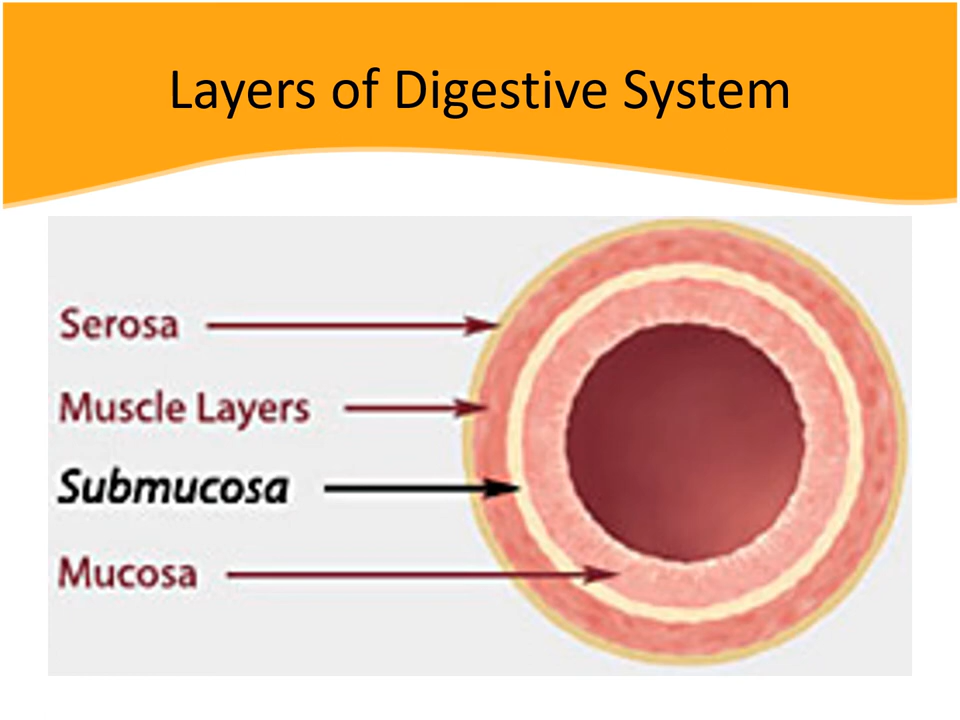 Layers of Digestive System
Serosa
Muscle Layers
Submucosa
Mucosa